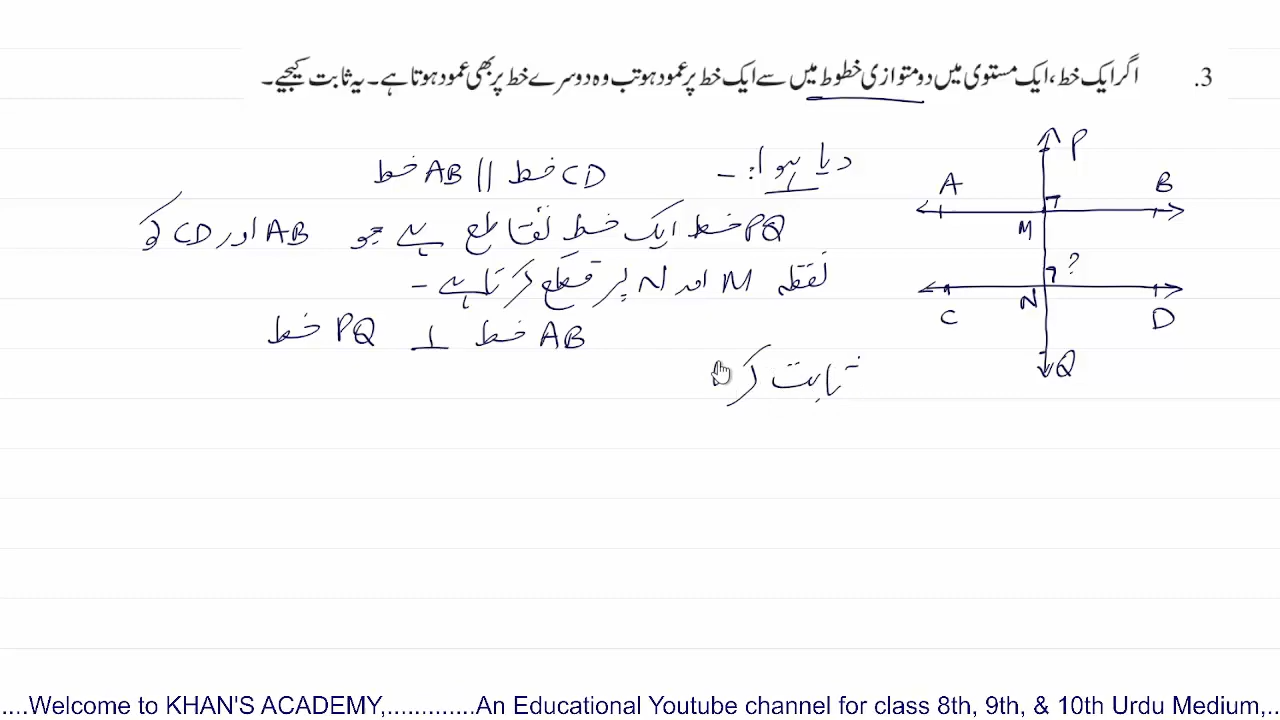 3. اگر ایک خط، ایک مستوی میں دو متوازی خطوط میں سے ایک خط پر عمود ہو تب وہ دوسرے خط پر بھی عمود ہوتا ہے۔ یہ ثابت کیجیے۔
دیا ہوا :- خط CD || خط AB
خط PQ ایک خط تقاطع ہے جو AB اور CD کو
نقطہ M اور N پر قطع کرتا ہے -
خط AB ⊥ خط PQ
ثابت کر
P
A B
M
?
N
C D
Q
....Welcome to KHAN'S ACADEMY,.............An Educational Youtube channel for class 8th, 9th, & 10th Urdu Medium,..